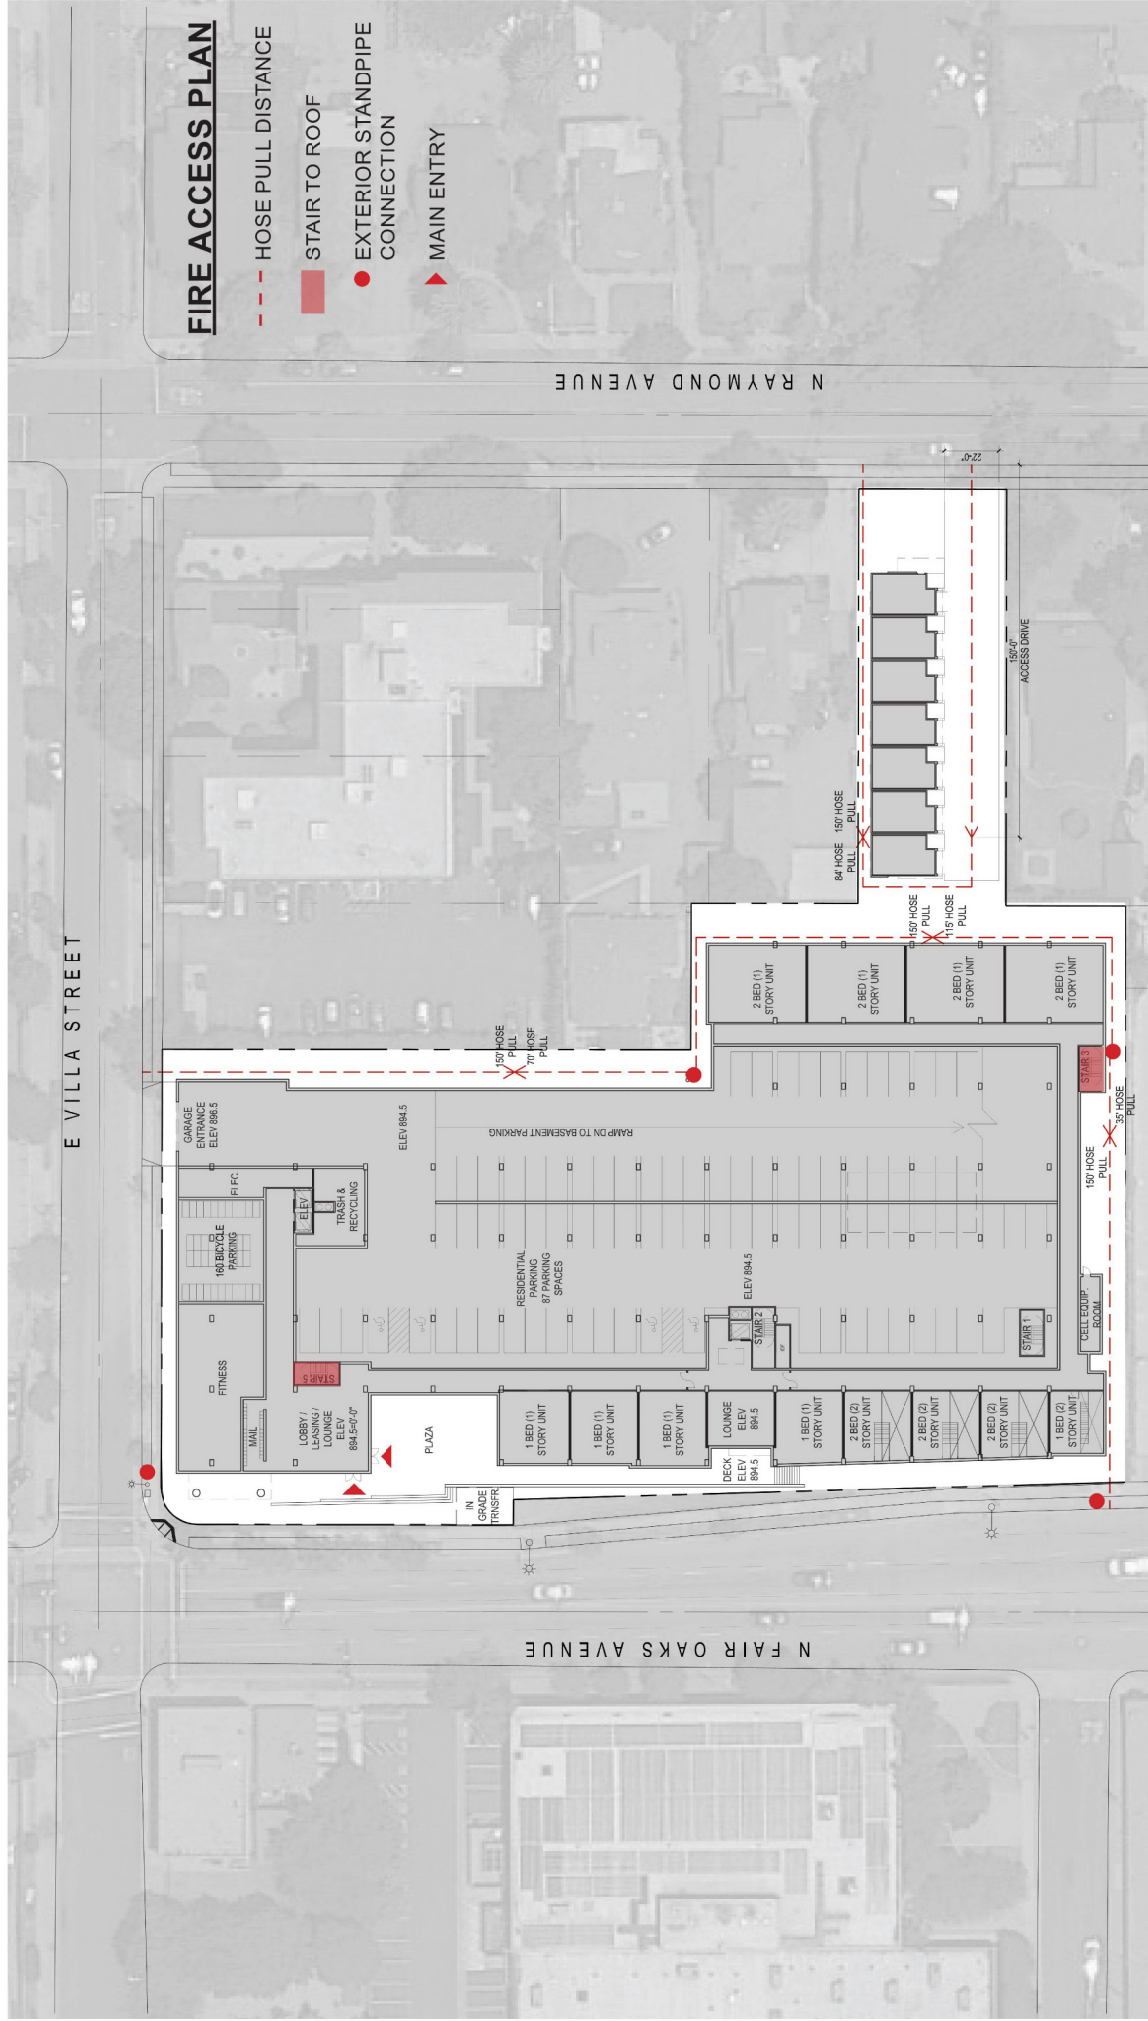 FIRE ACCESS PLAN
HOSE PULL DISTANCE
STAIR TO ROOF
EXTERIOR STANDPIPE
CONNECTION
MAIN ENTRY
N RAYMOND AVENUE
E VILLA STREET
N FAIR OAKS AVENUE
22'-0"
150'-0"
ACCESS DRIVE
150' HOSE
PULL
84' HOSE
PULL
150' HOSE
PULL
115' HOSE
PULL
2 BED (1)
STORY UNIT
2 BED (1)
STORY UNIT
2 BED (1)
STORY UNIT
2 BED (1)
STORY UNIT
150' HOSE
PULL
70' HOSE
PULL
STAIR 3
35' HOSE
PULL
150' HOSE
PULL
GARAGE
ENTRANCE
ELEV 896.5
ELEV 894.5
RAMP DN TO BASEMENT PARKING
ELEC.
ELEV
TRASH &
RECYCLING
160 BICYCLE
PARKING
RESIDENTIAL
PARKING
87 PARKING
SPACES
ELEV 894.5
STAIR 2
STAIR 1
CELL EQUIP.
ROOM
FITNESS
STAIR 5
MAIL
LOBBY /
LEASING /
LOUNGE
ELEV
894.5=0'-0"
PLAZA
1 BED (1)
STORY UNIT
1 BED (1)
STORY UNIT
1 BED (1)
STORY UNIT
LOUNGE
ELEV
894.5
1 BED (1)
STORY UNIT
2 BED (2)
STORY UNIT
2 BED (2)
STORY UNIT
2 BED (2)
STORY UNIT
1 BED (2)
STORY UNIT
DECK
ELEV
894.5
IN
GRADE
TRNSFR